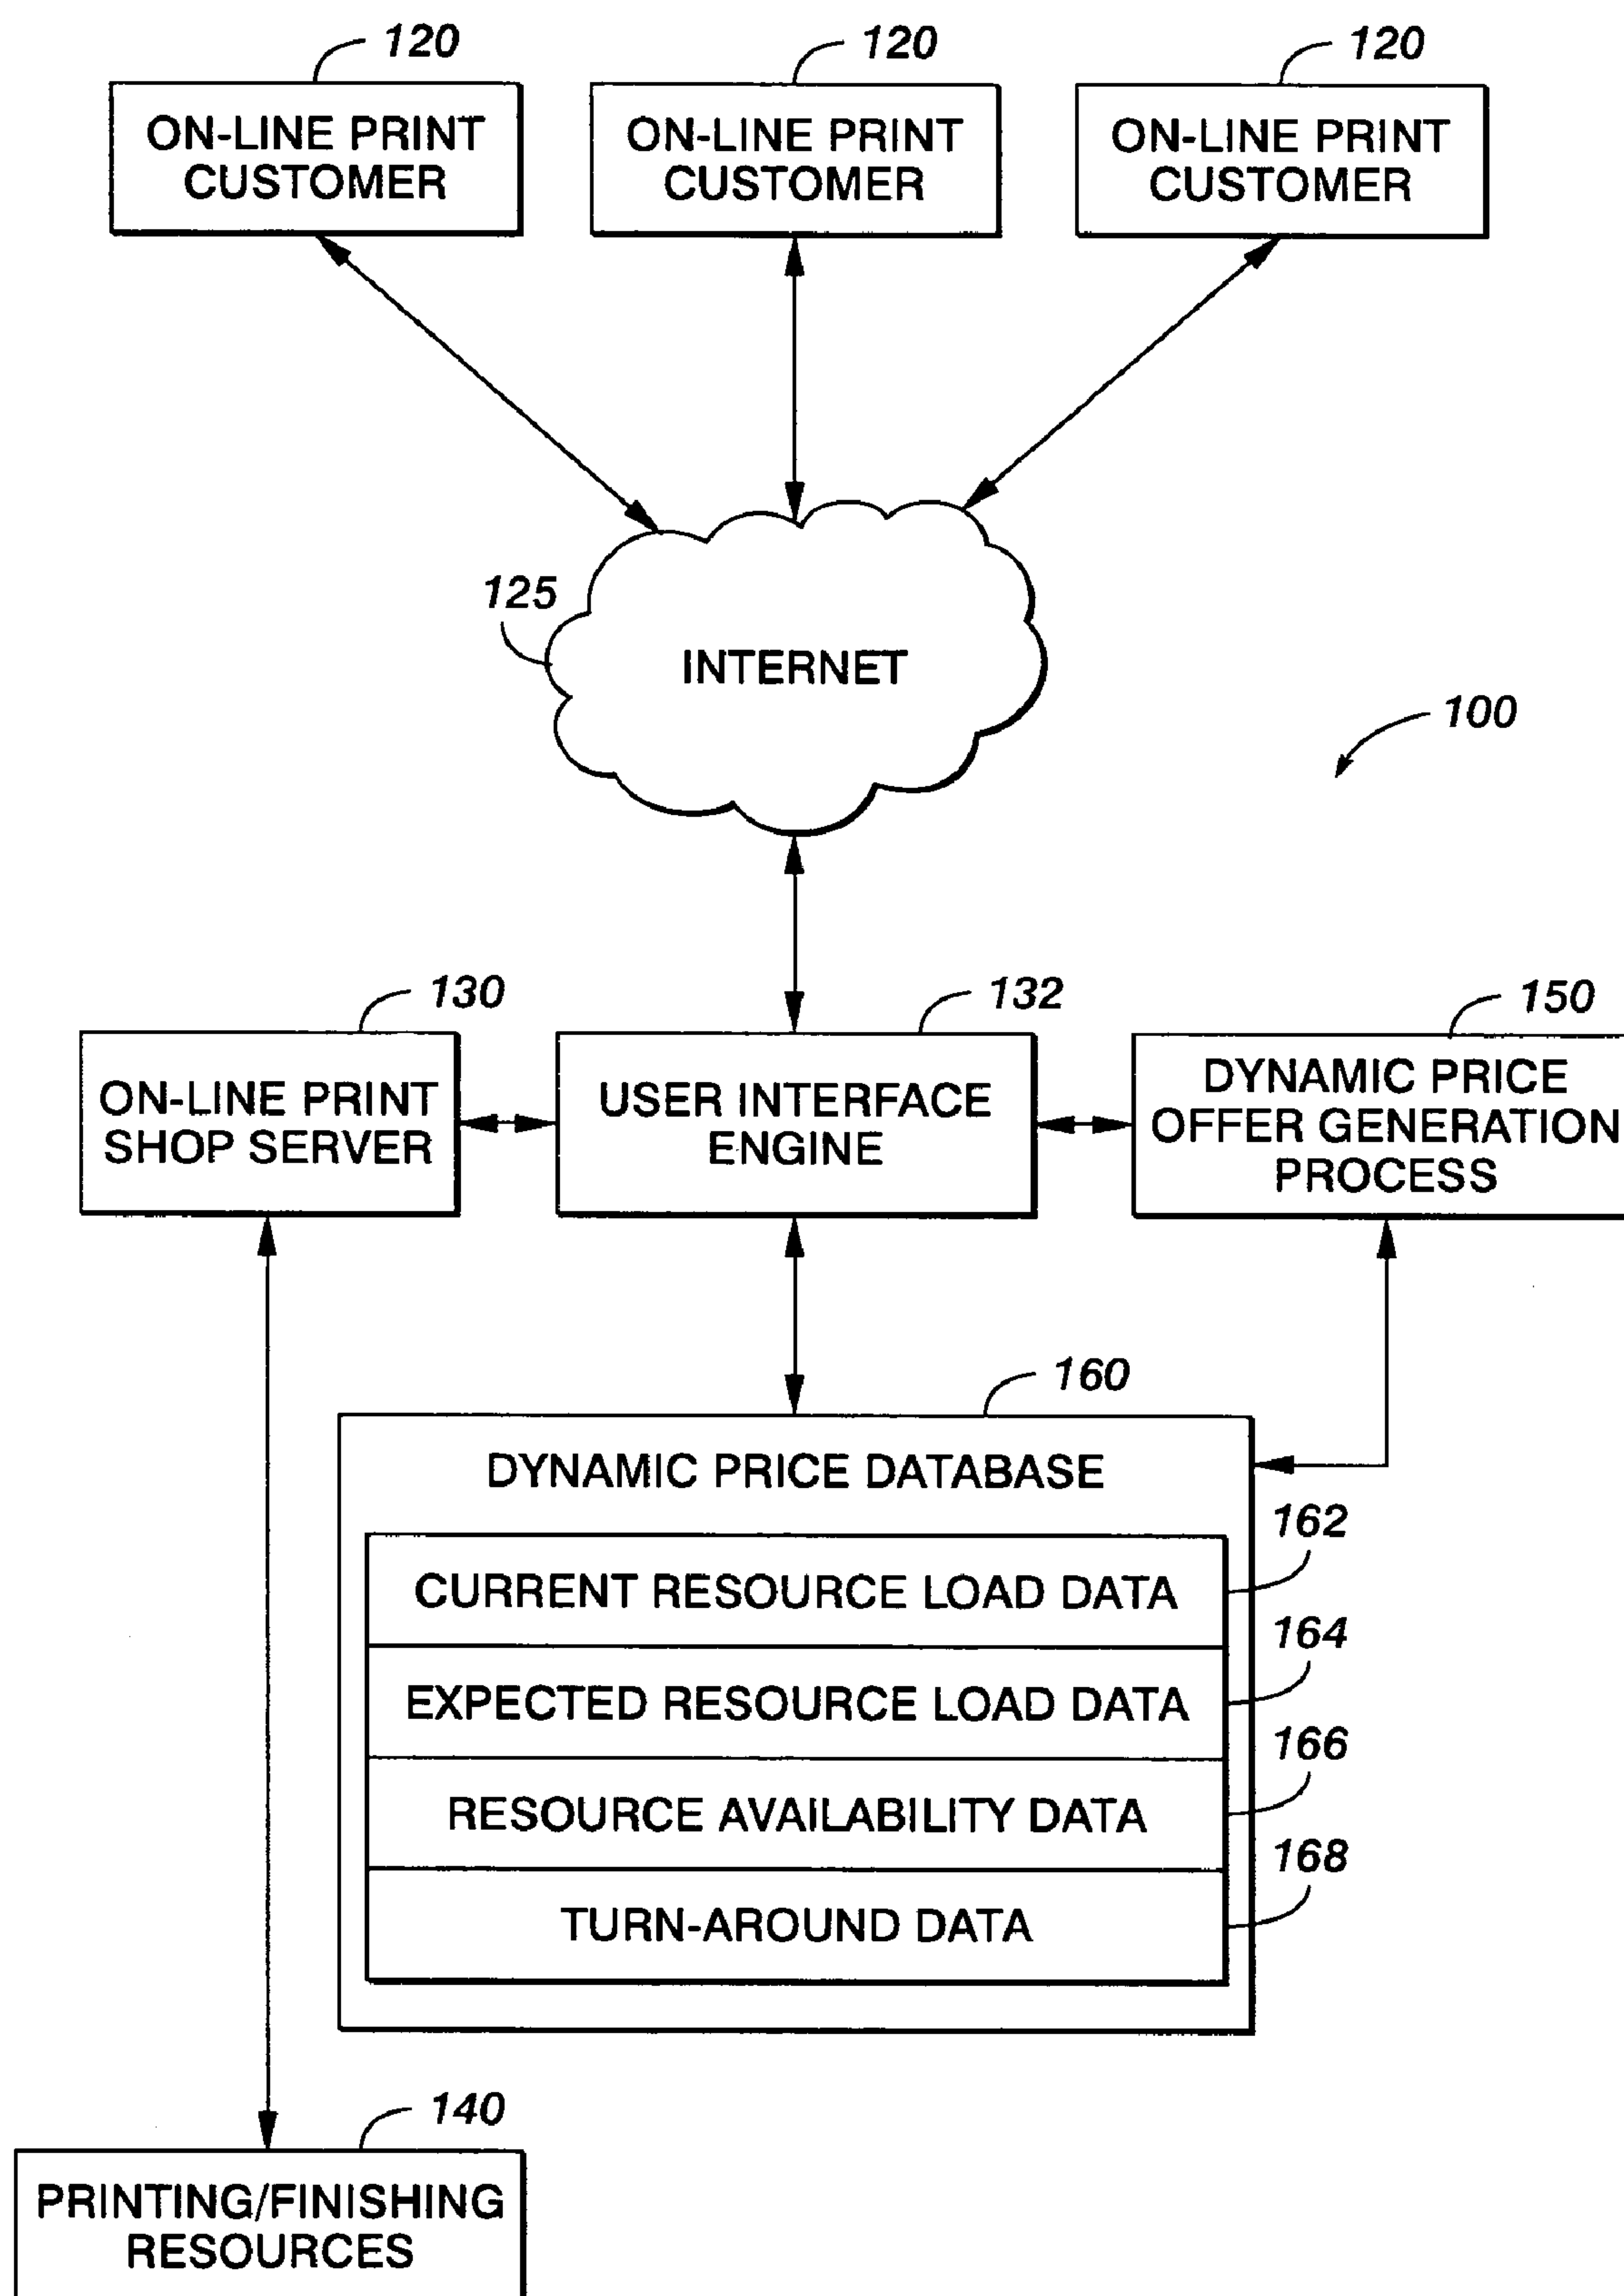 120
120
120
ON-LINE PRINT
CUSTOMER
ON-LINE PRINT
CUSTOMER
ON-LINE PRINT
CUSTOMER
125
INTERNET
100
130
132
150
ON-LINE PRINT
SHOP SERVER
USER INTERFACE
ENGINE
DYNAMIC PRICE
OFFER GENERATION
PROCESS
160
DYNAMIC PRICE DATABASE
162
CURRENT RESOURCE LOAD DATA
164
EXPECTED RESOURCE LOAD DATA
166
RESOURCE AVAILABILITY DATA
168
TURN-AROUND DATA
140
PRINTING/FINISHING
RESOURCES